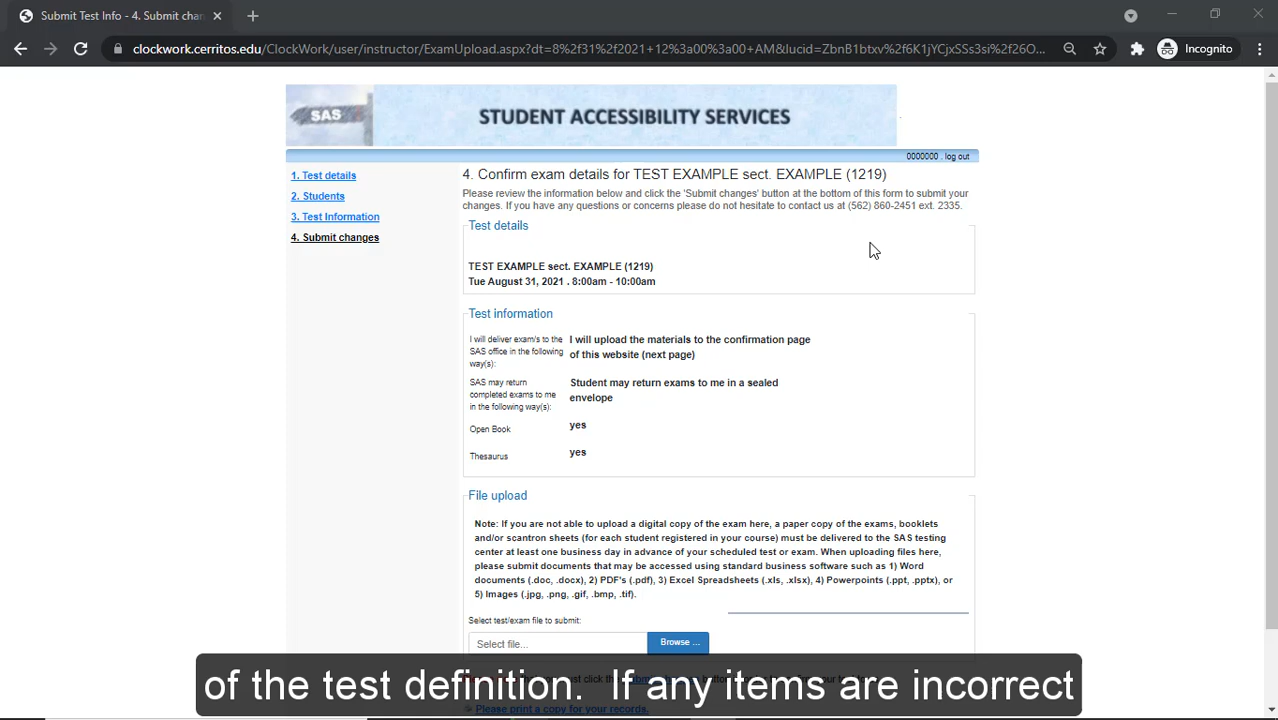 Submit Test Info - 4. Submit chan
clockwork.cerritos.edu/ClockWork/user/instructor/ExamUpload.aspx?dt=8%2f31%2f2021+12%3a00%3a00+AM&lucid=ZbnB1btxv%2f6K1jYCjxSSs3si%2f26O...
Incognito
SAS
STUDENT ACCESSIBILITY SERVICES
0000000 . log out
1. Test details
2. Students
3. Test Information
4. Submit changes
4. Confirm exam details for TEST EXAMPLE sect. EXAMPLE (1219)
Please review the information below and click the 'Submit changes' button at the bottom of this form to submit your
changes. If you have any questions or concerns please do not hesitate to contact us at (562) 860-2451 ext. 2335.
Test details
TEST EXAMPLE sect. EXAMPLE (1219)
Tue August 31, 2021 . 8:00am - 10:00am
Test information
I will deliver exam/s to the
SAS office in the following
way(s):
I will upload the materials to the confirmation page
of this website (next page)
SAS may return
completed exams to me
in the following way(s):
Student may return exams to me in a sealed
envelope
Open Book
yes
Thesaurus
yes
File upload
Note: If you are not able to upload a digital copy of the exam here, a paper copy of the exams, booklets
and/or scantron sheets (for each student registered in your course) must be delivered to the SAS testing
center at least one business day in advance of your scheduled test or exam. When uploading files here,
please submit documents that may be accessed using standard business software such as 1) Word
documents (.doc, .docx), 2) PDF's (.pdf), 3) Excel Spreadsheets (.xls, .xlsx), 4) Powerpoints (.ppt, .pptx), or
5) Images (.jpg, .png, .gif, .bmp, .tif).
Select test/exam file to submit:
Select file...
Browse ...
of the test definition. If any items are incorrect
Please print a copy for your records.